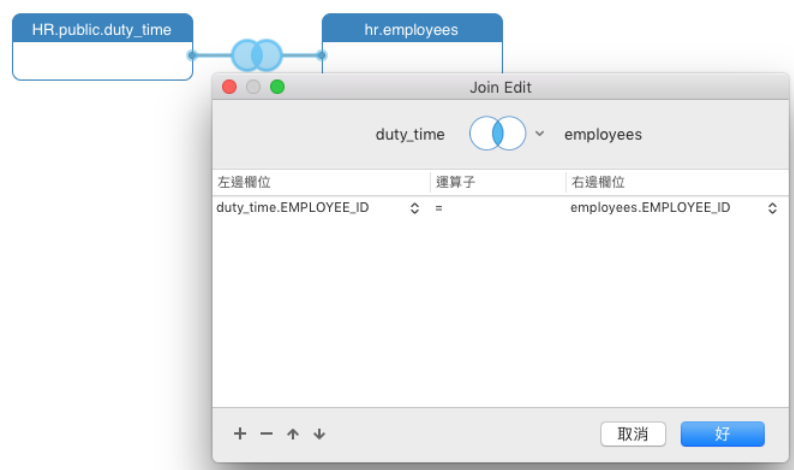 HR.public.duty_time
hr.employees
Join Edit
duty_time
employees
左邊欄位
運算子
右邊欄位
duty_time.EMPLOYEE_ID
=
employees.EMPLOYEE_ID
取消
好